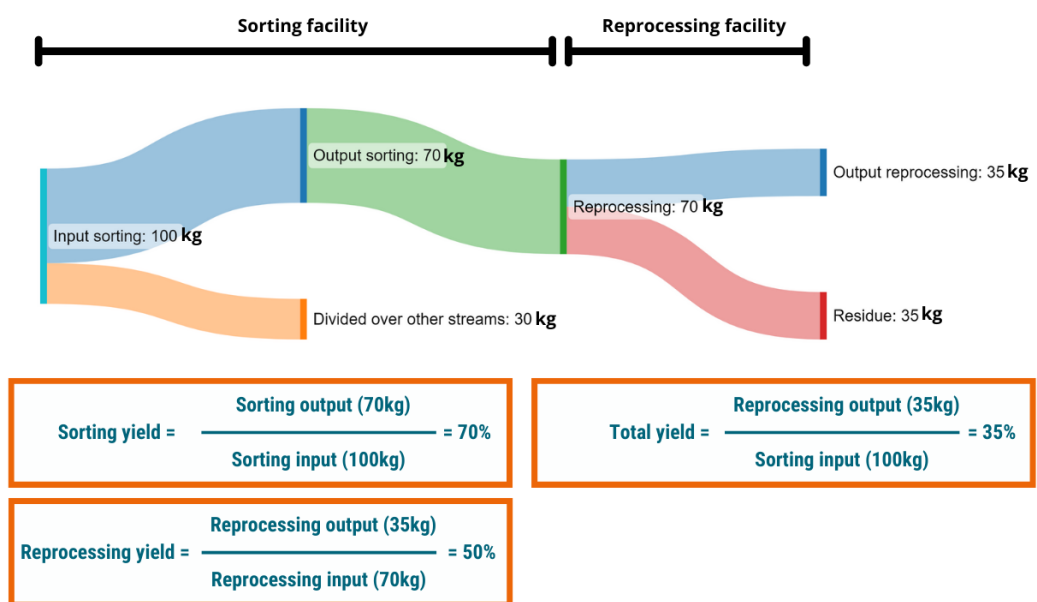 Sorting facility
Reprocessing facility
Output sorting: 70 kg
Output reprocessing: 35 kg
Reprocessing: 70 kg
Input sorting: 100 kg
Divided over other streams: 30 kg
Residue: 35 kg
Sorting output (70kg)
Sorting yield = = 70%
Sorting input (100kg)
Reprocessing output (35kg)
Total yield = = 35%
Sorting input (100kg)
Reprocessing output (35kg)
Reprocessing yield = = 50%
Reprocessing input (70kg)